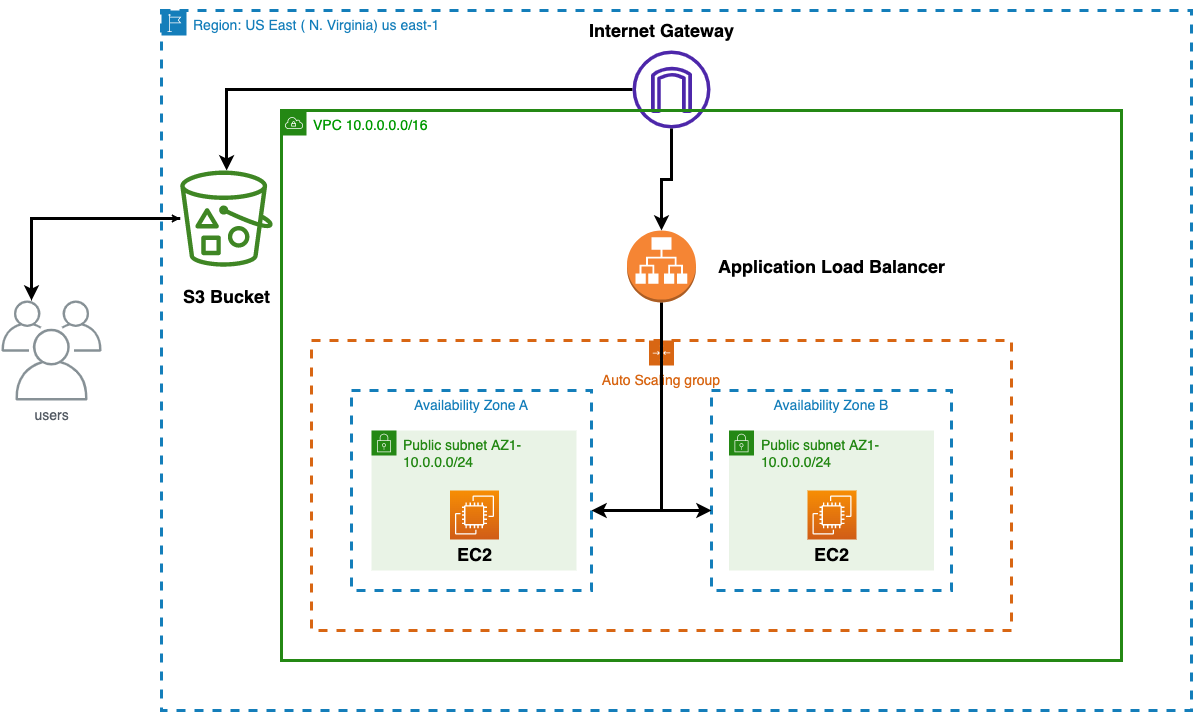 Region: US East ( N. Virginia) us east-1
Internet Gateway
VPC 10.0.0.0.0/16
S3 Bucket
Application Load Balancer
users
Auto Scaling group
Availability Zone A
Public subnet AZ1-
10.0.0.0/24
EC2
Availability Zone B
Public subnet AZ1-
10.0.0.0/24
EC2